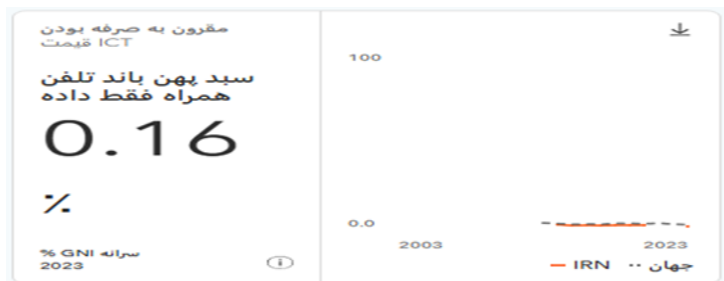 مقرون به صرفه بودن
قیمت ICT
سبد پهن باند تلفن
همراه فقط داده
0.16
٪
% GNI سرانه
2023
100
0.0
2003
2023
IRN
جهان